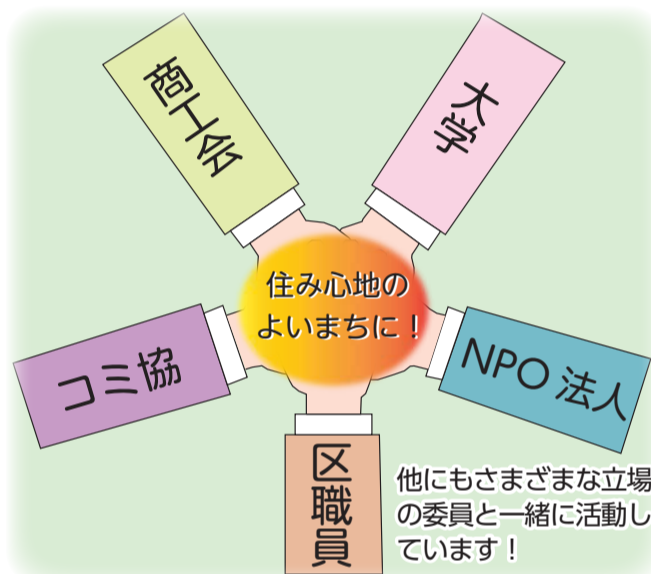 商工会
大学
住み心地の
よいまちに！
コミ協
NPO 法人
区職員
他にもさまざまな立場
の委員と一緒に活動し
ています！